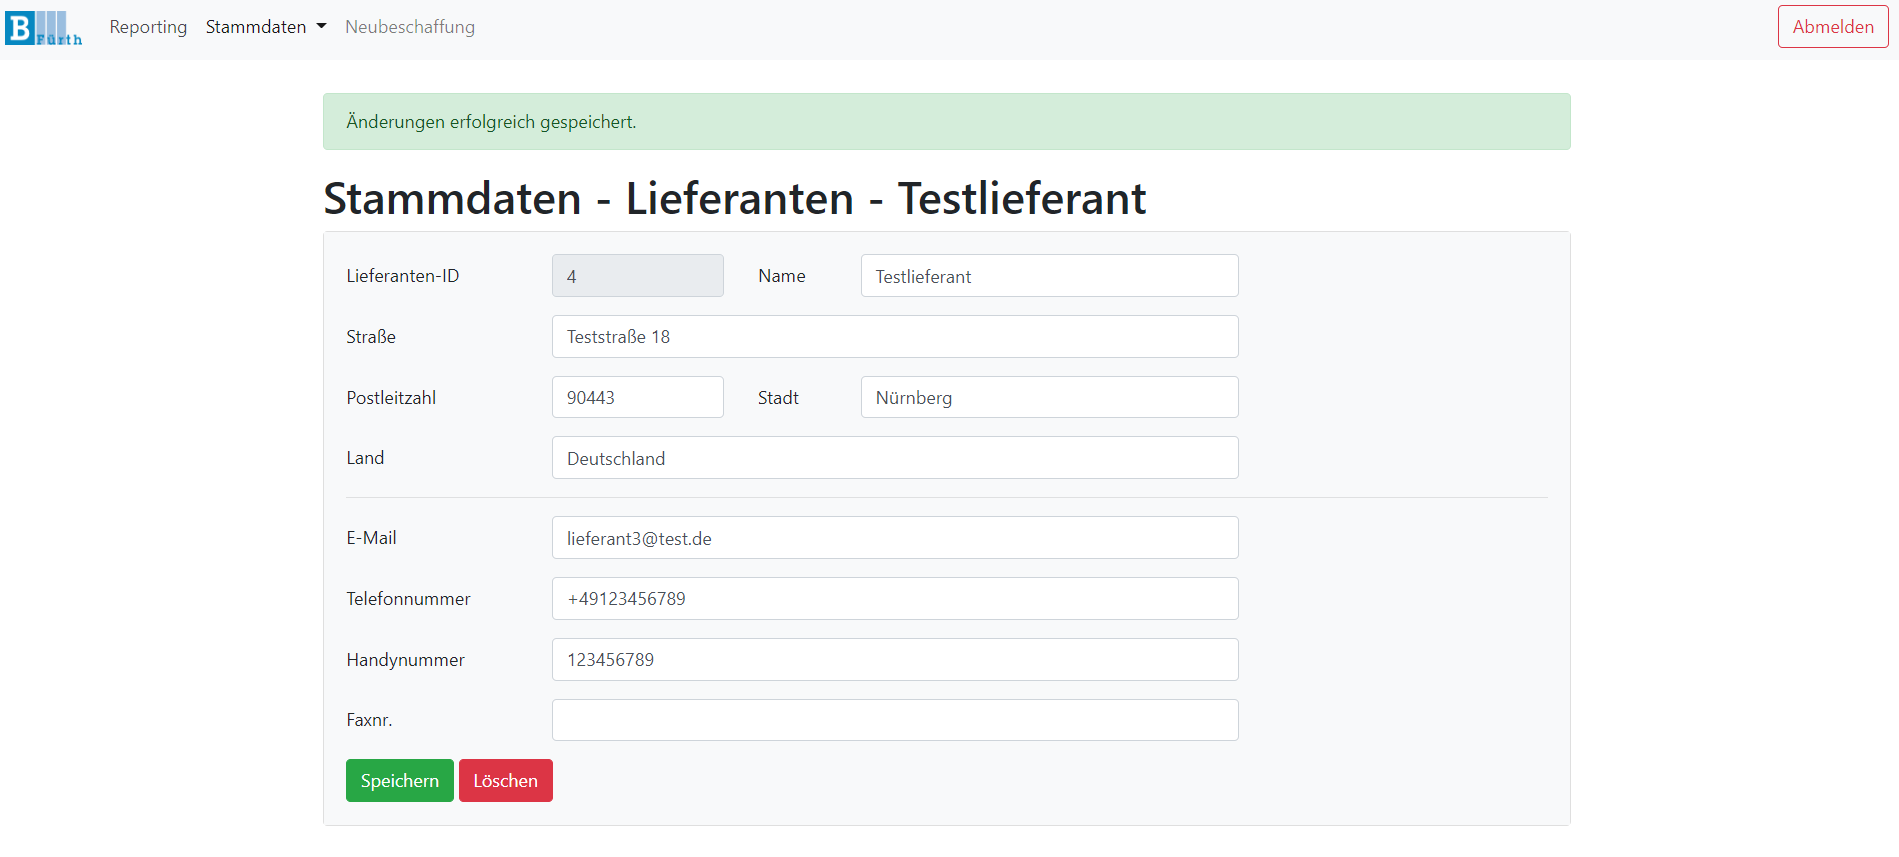 B Fürth Reporting Stammdaten Neubeschaffung Abmelden
Änderungen erfolgreich gespeichert.
Stammdaten - Lieferanten - Testlieferant
Lieferanten-ID 4 Name Testlieferant
Straße Teststraße 18
Postleitzahl 90443 Stadt Nürnberg
Land Deutschland
E-Mail lieferant3@test.de
Telefonnummer +49123456789
Handynummer 123456789
Faxnr.
Speichern Löschen